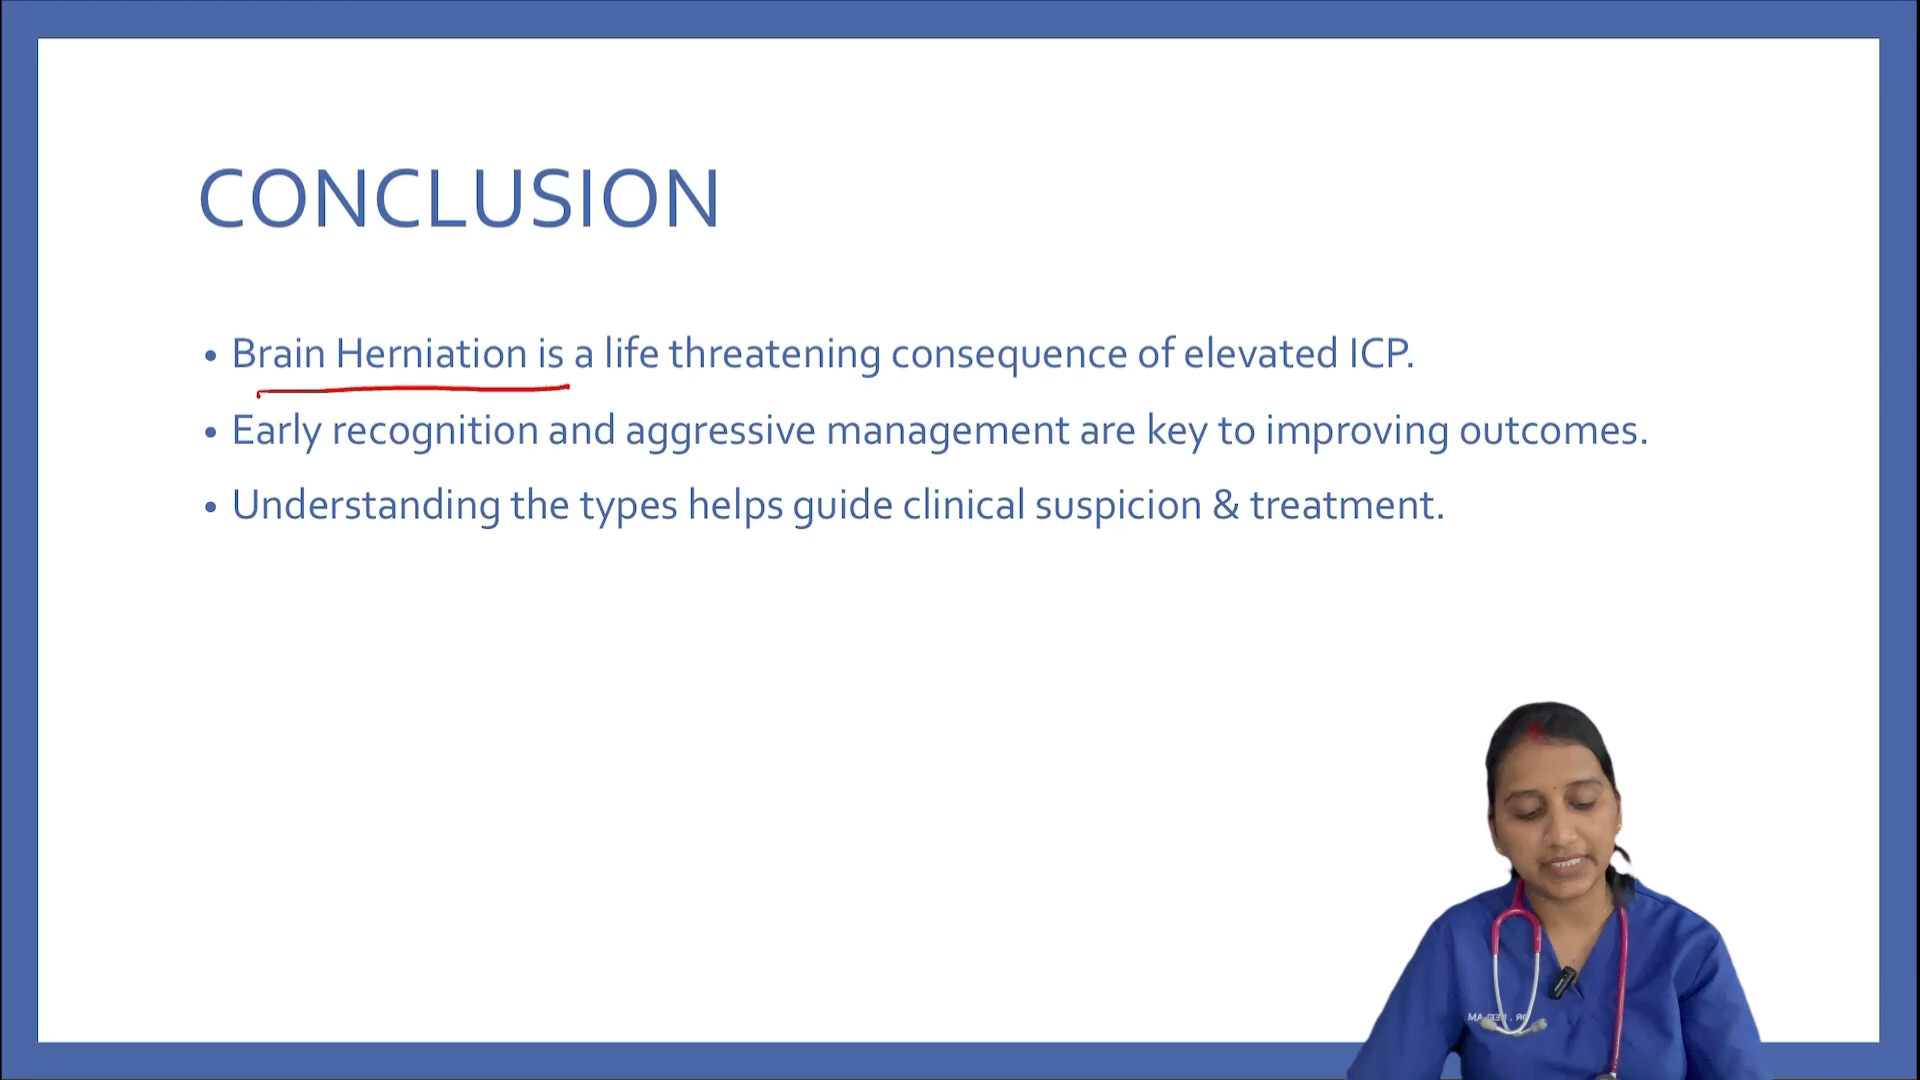 CONCLUSION
• Brain Herniation is a life threatening consequence of elevated ICP.
• Early recognition and aggressive management are key to improving outcomes.
• Understanding the types helps guide clinical suspicion & treatment.